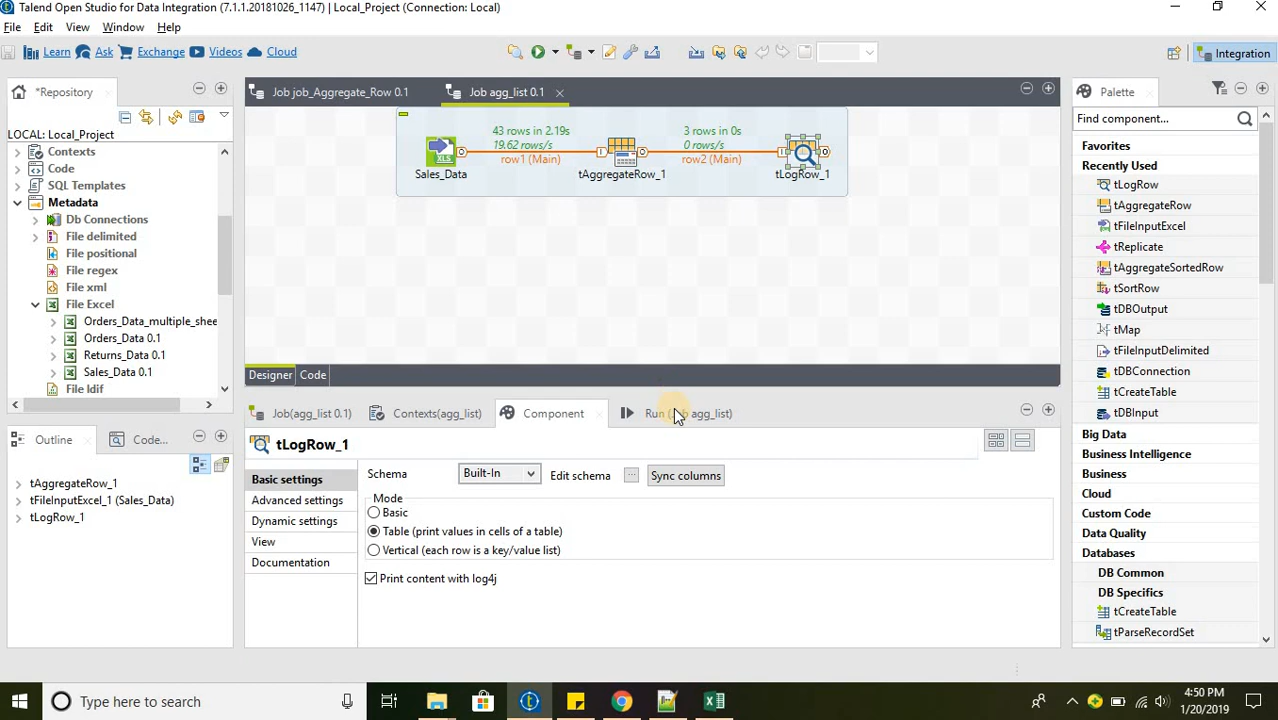 Talend Open Studio for Data Integration (7.1.1.20181026_1147) | Local_Project (Connection: Local)
File Edit View Window Help
Learn Ask Exchange Videos Cloud
Integration
*Repository
LOCAL: Local_Project
Contexts
Code
SQL Templates
Metadata
Db Connections
File delimited
File positional
File regex
File xml
File Excel
Orders_Data_multiple_shee
Orders_Data 0.1
Returns_Data 0.1
Sales_Data 0.1
File ldif
Outline
Code...
tAggregateRow_1
tFileInputExcel_1 (Sales_Data)
tLogRow_1
Job job_Aggregate_Row 0.1
Job agg_list 0.1
43 rows in 2.19s
19.62 rows/s
row1 (Main)
3 rows in 0s
0 rows/s
row2 (Main)
XLS
Sales_Data
tAggregateRow_1
tLogRow_1
Designer
Code
Job(agg_list 0.1)
Contexts(agg_list)
Component
Run (Job agg_list)
tLogRow_1
Basic settings
Advanced settings
Dynamic settings
View
Documentation
Schema
Built-In
Edit schema
...
Sync columns
Mode
Basic
Table (print values in cells of a table)
Vertical (each row is a key/value list)
Print content with log4j
Palette
Find component...
Favorites
Recently Used
tLogRow
tAggregateRow
tFileInputExcel
tReplicate
tAggregateSortedRow
tSortRow
tDBOutput
tMap
tFileInputDelimited
tDBConnection
tCreateTable
tDBInput
Big Data
Business Intelligence
Business
Cloud
Custom Code
Data Quality
Databases
DB Common
DB Specifics
tCreateTable
tParseRecordSet
Type here to search
4:50 PM
1/20/2019